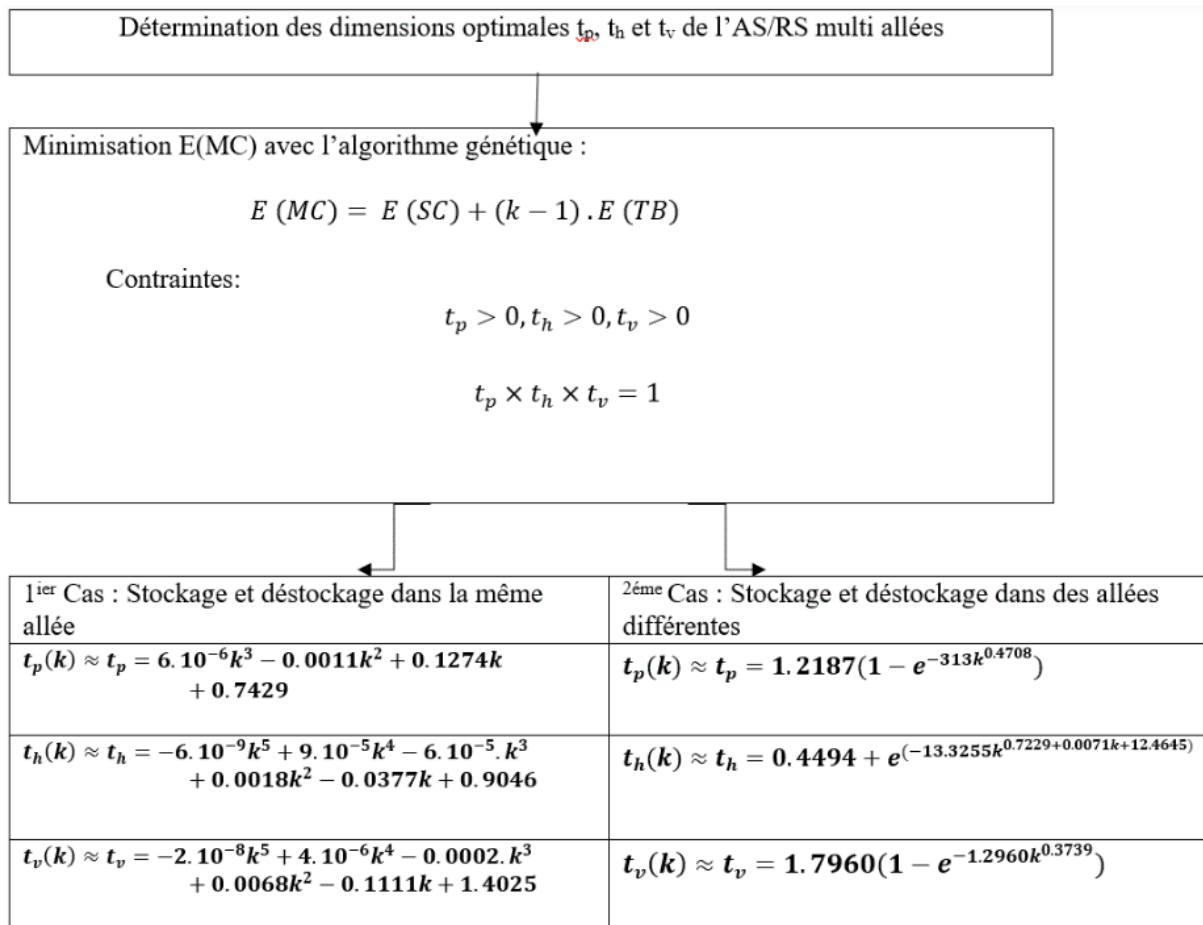 Détermination des dimensions optimales tₚ, tₕ et tᵥ de l'AS/RS multi allées
Minimisation E(MC) avec l'algorithme génétique :
E (MC) = E (SC) + (k − 1) . E (TB)
Contraintes:
tₚ > 0, tₕ > 0, tᵥ > 0
tₚ × tₕ × tᵥ = 1
1ⁱᵉʳ Cas : Stockage et déstockage dans la même
allée
2éme Cas : Stockage et déstockage dans des allées
différentes
tₚ(k) ≈ tₚ = 6. 10⁻⁶k³ − 0. 0011k² + 0. 1274k
+ 0. 7429
tₚ(k) ≈ tₚ = 1. 2187(1 − e^{−313k^{0.4708}})
tₕ(k) ≈ tₕ = −6. 10⁻⁹k⁵ + 9. 10⁻⁵k⁴ − 6. 10⁻⁵. k³
+ 0. 0018k² − 0. 0377k + 0. 9046
tₕ(k) ≈ tₕ = 0. 4494 + e^{(−13.3255k^{0.7229+0.0071k+12.4645)}}
tᵥ(k) ≈ tᵥ = −2. 10⁻⁸k⁵ + 4. 10⁻⁶k⁴ − 0. 0002. k³
+ 0. 0068k² − 0. 1111k + 1. 4025
tᵥ(k) ≈ tᵥ = 1. 7960(1 − e^{−1.2960k^{0.3739}})